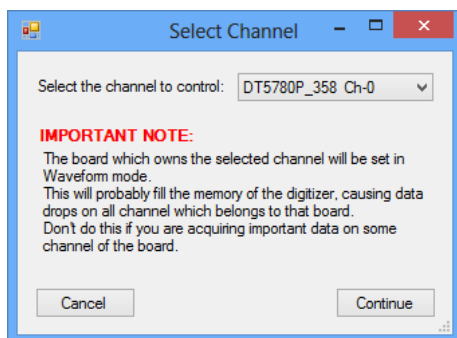 Select Channel
Select the channel to control: DT5780P_358 Ch-0
IMPORTANT NOTE:
The board which owns the selected channel will be set in
Waveform mode.
This will probably fill the memory of the digitizer, causing data
drops on all channel which belongs to that board.
Don't do this if you are acquiring important data on some
channel of the board.
Cancel Continue